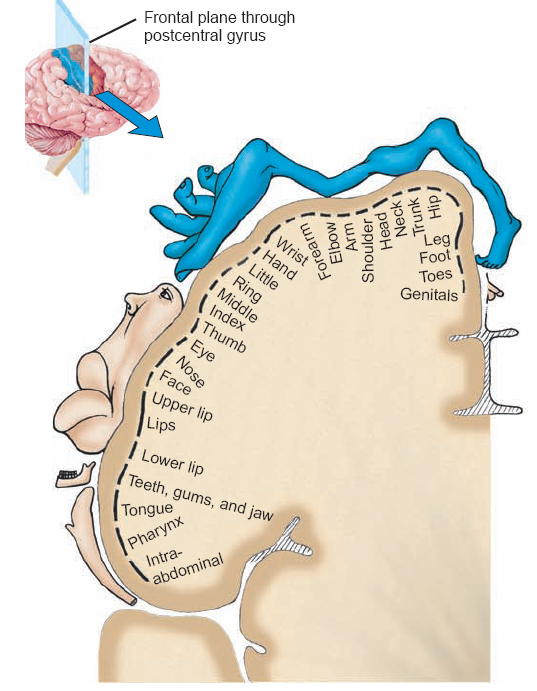 Frontal plane through
postcentral gyrus
Hip
Trunk
Neck
Head
Shoulder
Arm
Elbow
Forearm
Wrist
Hand
Little
Ring
Middle
Index
Thumb
Eye
Nose
Face
Upper lip
Lips
Lower lip
Teeth, gums, and jaw
Tongue
Pharynx
Intra-
abdominal
Leg
Foot
Toes
Genitals